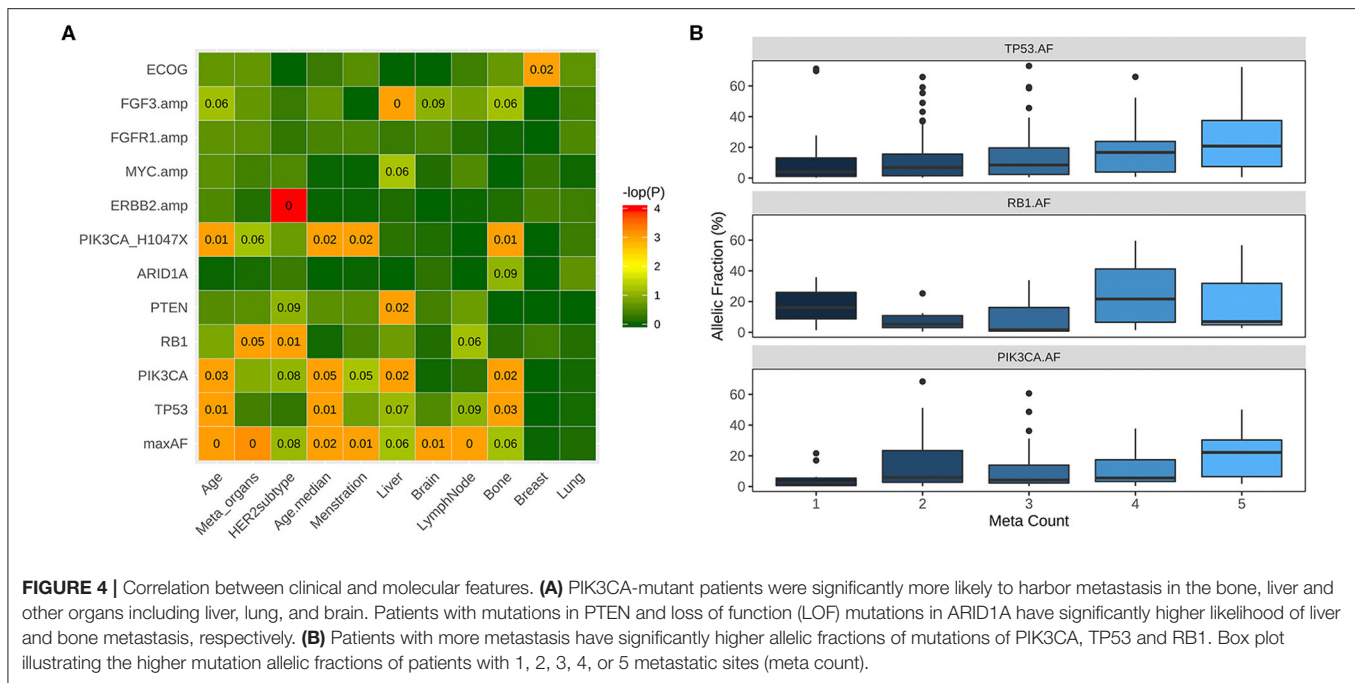 A
ECOG 0.02
FGF3.amp 0.06 0 0.09 0.06
FGFR1.amp
MYC.amp 0.06
ERBB2.amp 0
PIK3CA_H1047X 0.01 0.06 0.02 0.02 0.01
ARID1A 0.09
PTEN 0.09 0.02
RB1 0.05 0.01 0.06
PIK3CA 0.03 0.08 0.05 0.05 0.02 0.02
TP53 0.01 0.01 0.07 0.09 0.03
maxAF 0 0 0.08 0.02 0.01 0.06 0.01 0 0.06
Age Meta_organs HER2subtype Age.median Menstration Liver Brain LymphNode Bone Breast Lung
-lop(P)
4
3
2
1
0
B
TP53.AF
60
40
20
0
RB1.AF
60
40
20
0
PIK3CA.AF
60
40
20
0
Allelic Fraction (%)
1 2 3 4 5
Meta Count
FIGURE 4 | Correlation between clinical and molecular features. (A) PIK3CA-mutant patients were significantly more likely to harbor metastasis in the bone, liver and
other organs including liver, lung, and brain. Patients with mutations in PTEN and loss of function (LOF) mutations in ARID1A have significantly higher likelihood of liver
and bone metastasis, respectively. (B) Patients with more metastasis have significantly higher allelic fractions of mutations of PIK3CA, TP53 and RB1. Box plot
illustrating the higher mutation allelic fractions of patients with 1, 2, 3, 4, or 5 metastatic sites (meta count).